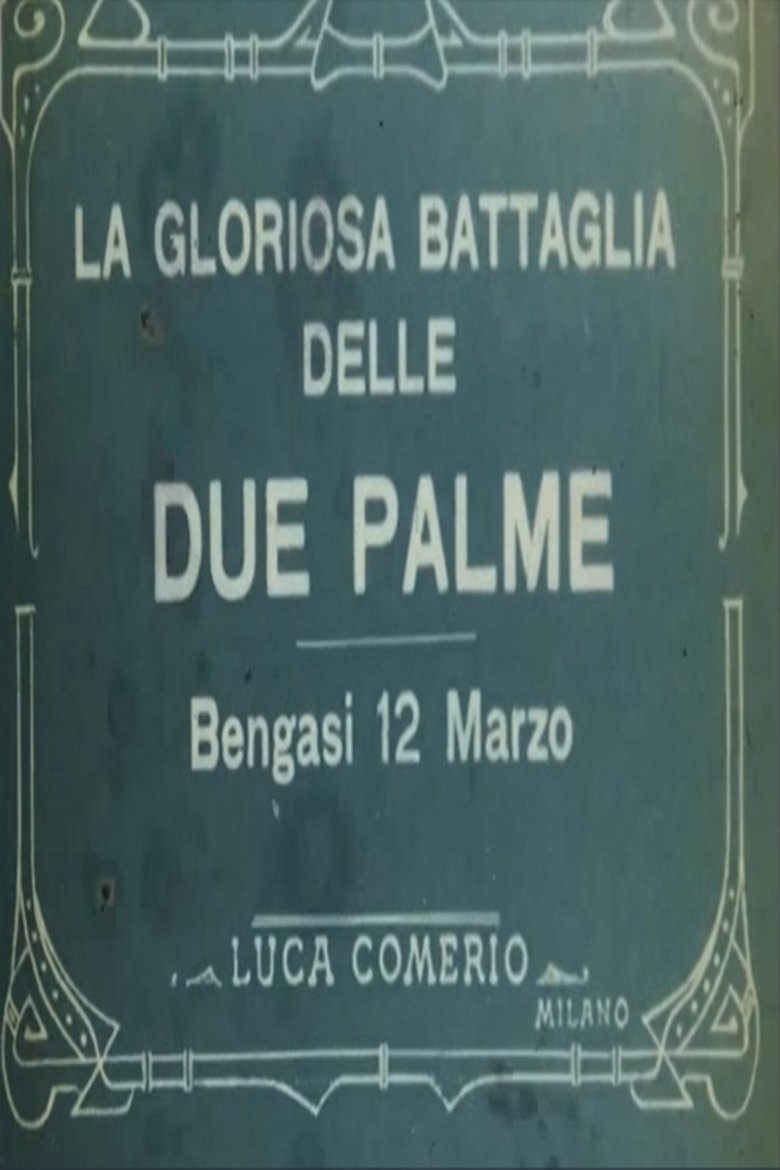 LA GLORIOSA BATTAGLIA
DELLE
DUE PALME
Bengasi 12 Marzo
LUCA COMERIO
MILANO